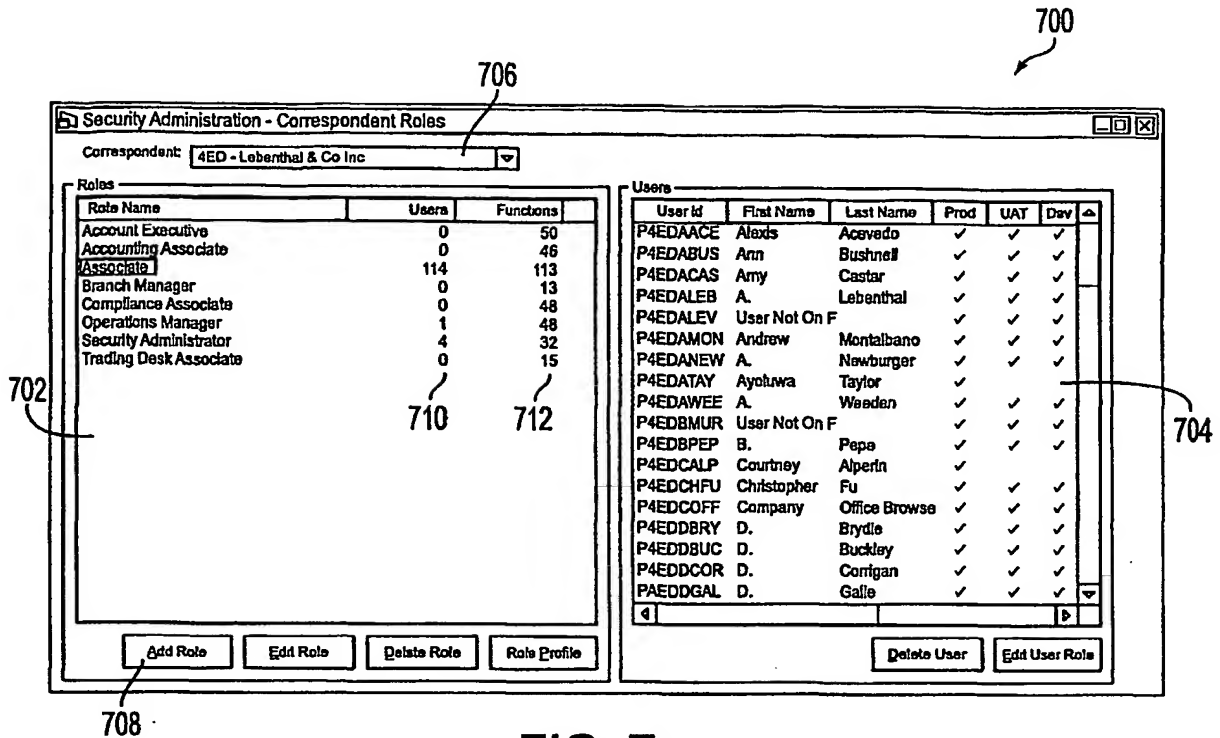 700
706
Security Administration - Correspondent Roles
Correspondent: 4ED - Lebenthal & Co Inc
Roles
Role Name Users Functions
Account Executive 0 50
Accounting Associate 0 46
Associate 114 113
Branch Manager 0 13
Compliance Associate 0 48
Operations Manager 1 48
Security Administrator 4 32
Trading Desk Associate 0 15
702
710 712
Add Role Edit Role Delete Role Role Profile
708
Users
User Id First Name Last Name Prod UAT Dev
P4EDAACE Alexis Acevedo ✓ ✓ ✓
P4EDABUS Ann Bushnell ✓ ✓ ✓
P4EDACAS Amy Castar ✓ ✓ ✓
P4EDALEB A. Lebenthal ✓ ✓ ✓
P4EDALEV User Not On F ✓ ✓ ✓
P4EDAMON Andrew Montalbano ✓ ✓ ✓
P4EDANEW A. Newburger ✓ ✓ ✓
P4EDATAY Ayoluwa Taylor ✓
P4EDAWEE A. Weeden ✓ ✓ ✓
P4EDBMUR User Not On F ✓ ✓ ✓
P4EDBPEP B. Pepe ✓ ✓ ✓
P4EDCALP Courtney Alperin ✓
P4EDCHFU Christopher Fu ✓ ✓ ✓
P4EDCOFF Company Office Browse ✓ ✓ ✓
P4EDDBRY D. Brydie ✓ ✓ ✓
P4EDDBUC D. Buckley ✓ ✓ ✓
P4EDDCOR D. Corrigan ✓ ✓ ✓
PAEDDGAL D. Galle ✓ ✓ ✓
704
Delete User Edit User Role